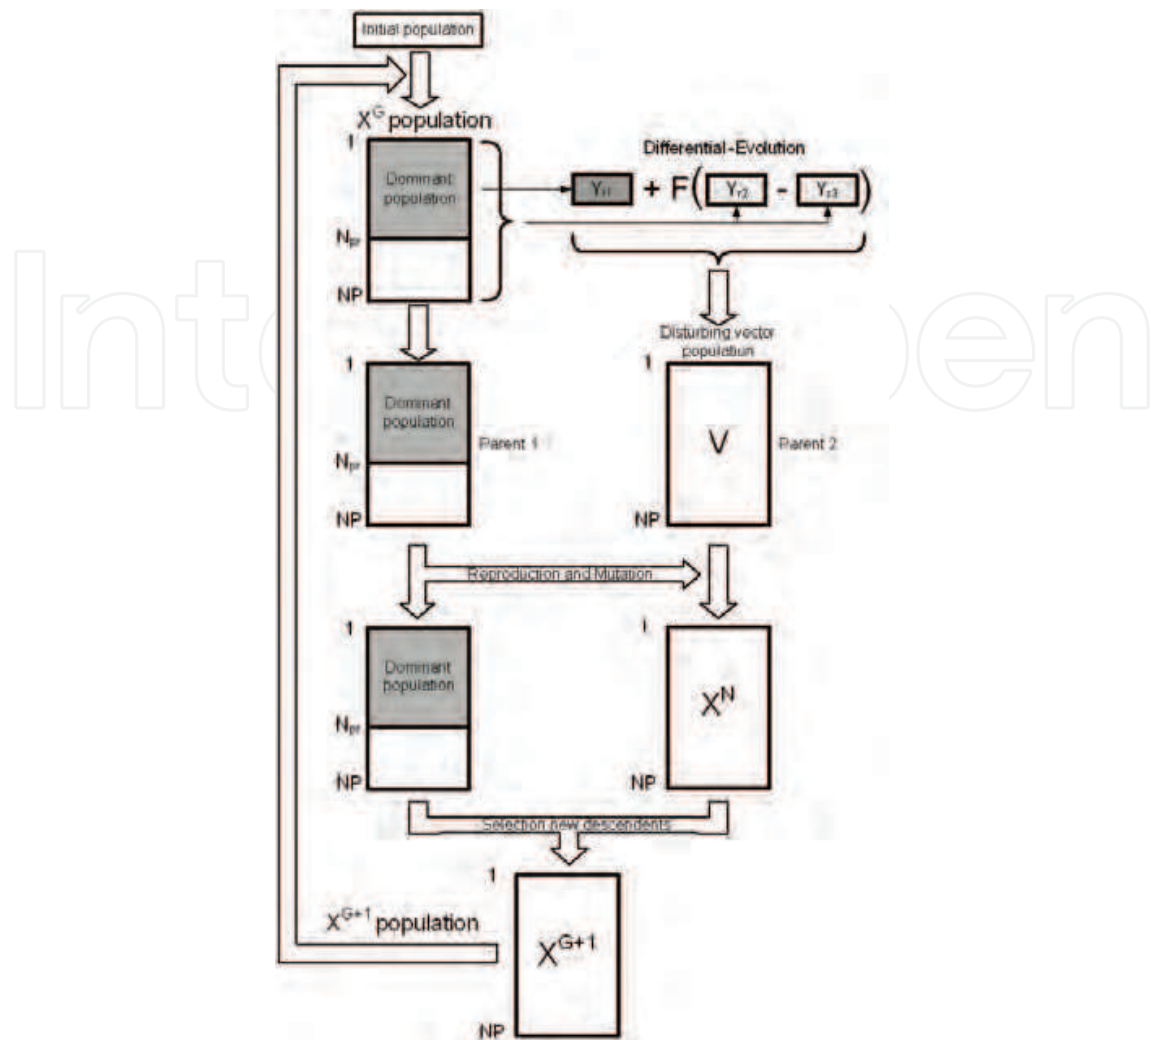 Initial population
X^G population
1
Dominant
population
N_pr
NP
Differential-Evolution
Y_r1 + F( Y_r2 - Y_r3 )
1
Dominant
population
N_pr
NP
Parent 1
Disturbing vector
population
1
V
NP
Parent 2
Reproduction and Mutation
1
Dominant
population
N_pr
NP
1
X^N
NP
Selection new descendents
1
X^G+1
NP
X^G+1 population